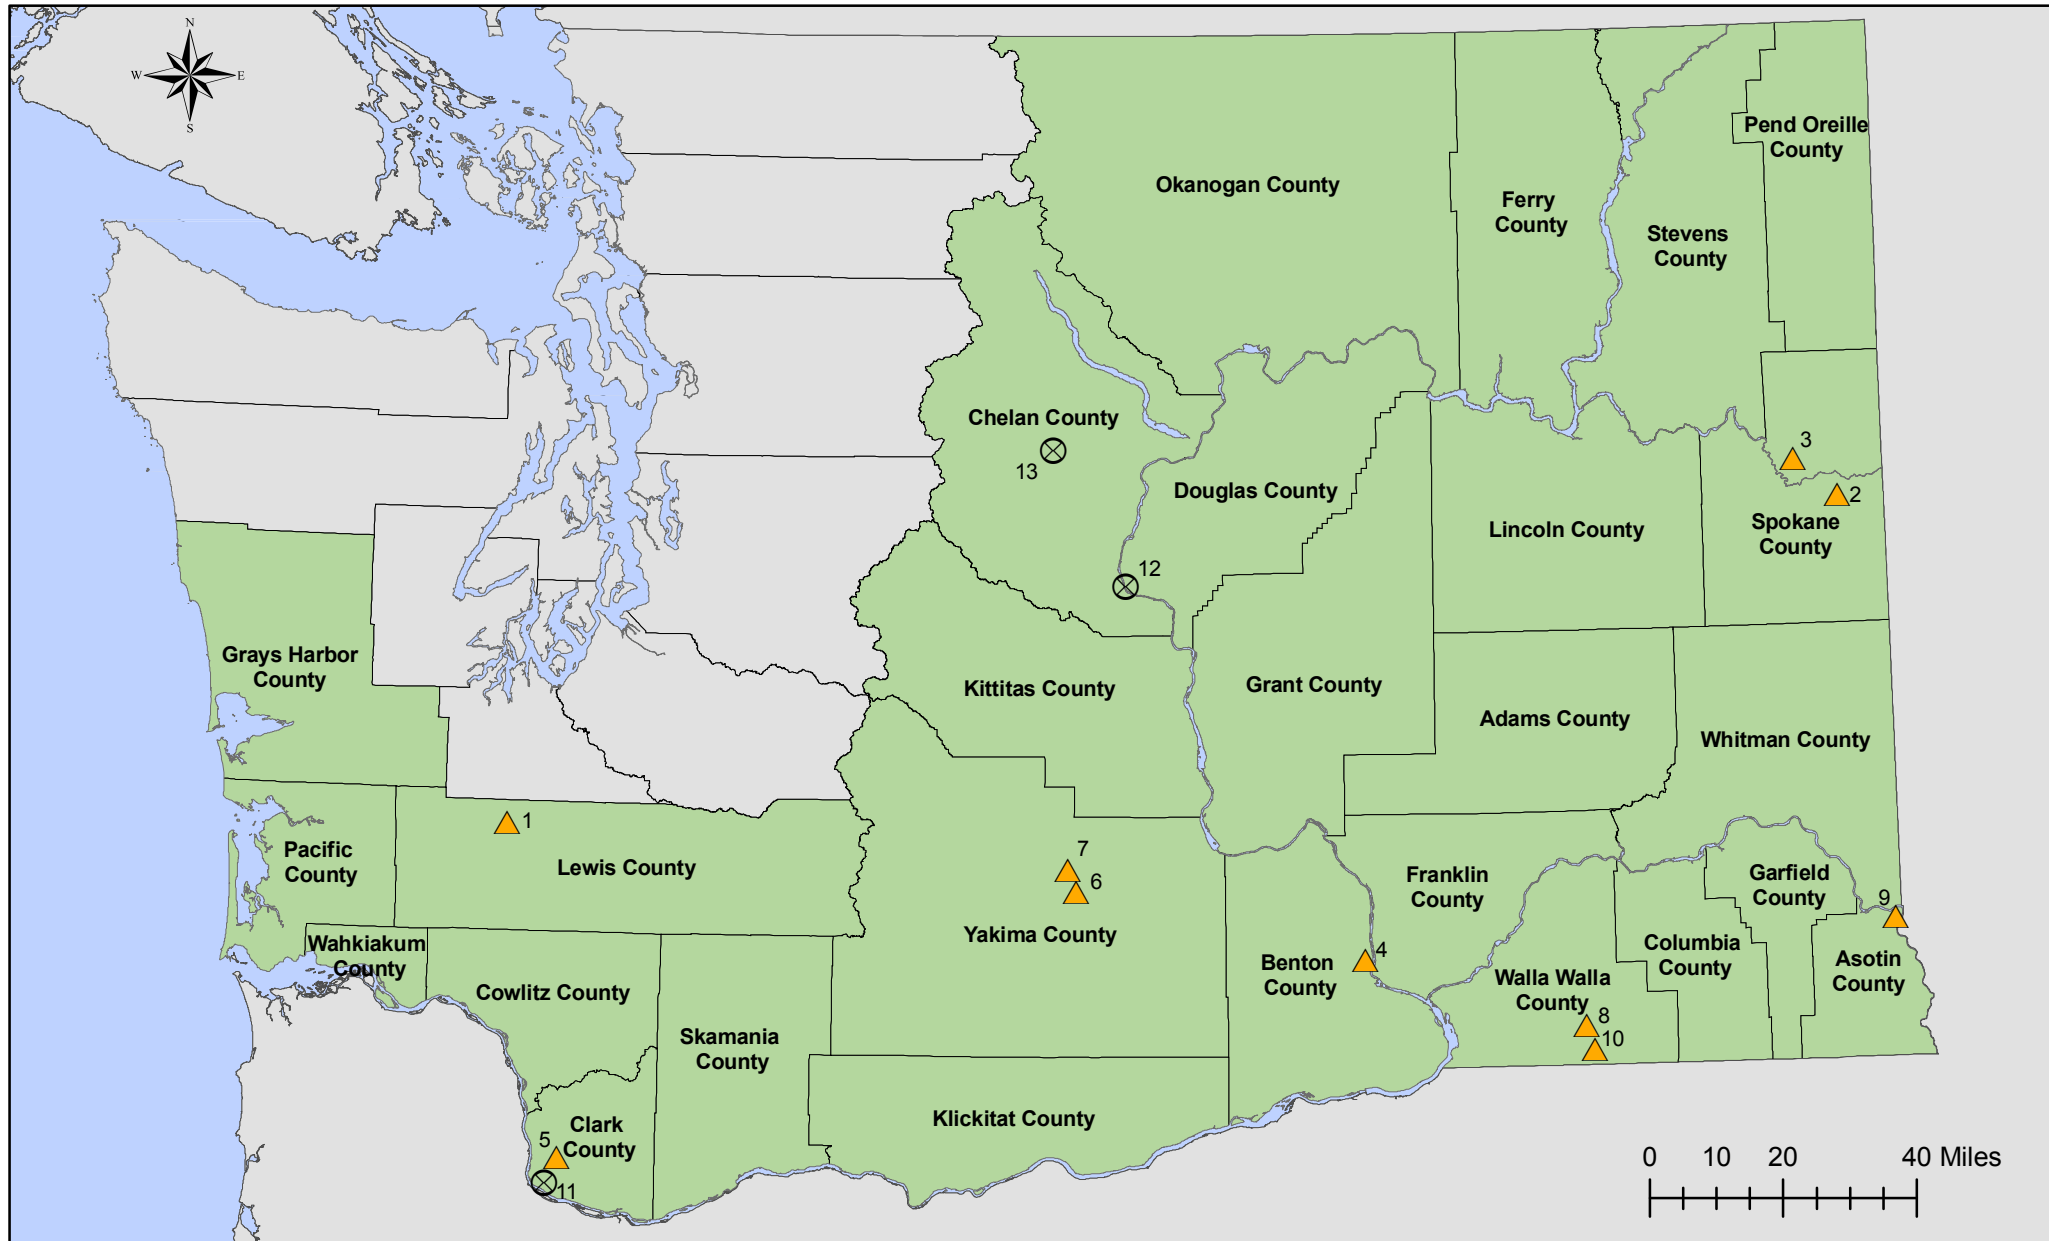 N
W
E
S
Pend Oreille
County
Okanogan County
Ferry
County
Stevens
County
Chelan County
13
3
2
Douglas County
Lincoln County
Spokane
County
12
Grays Harbor
County
Kittitas County
Grant County
Adams County
Whitman County
1
Pacific
County
Lewis County
7
6
Franklin
County
Garfield
County
9
Wahkiakum
County
Yakima County
4
Benton
County
Columbia
County
Asotin
County
Cowlitz County
Walla Walla
County
8
10
Skamania
County
Klickitat County
Clark
County
5
11
0 10 20 40 Miles